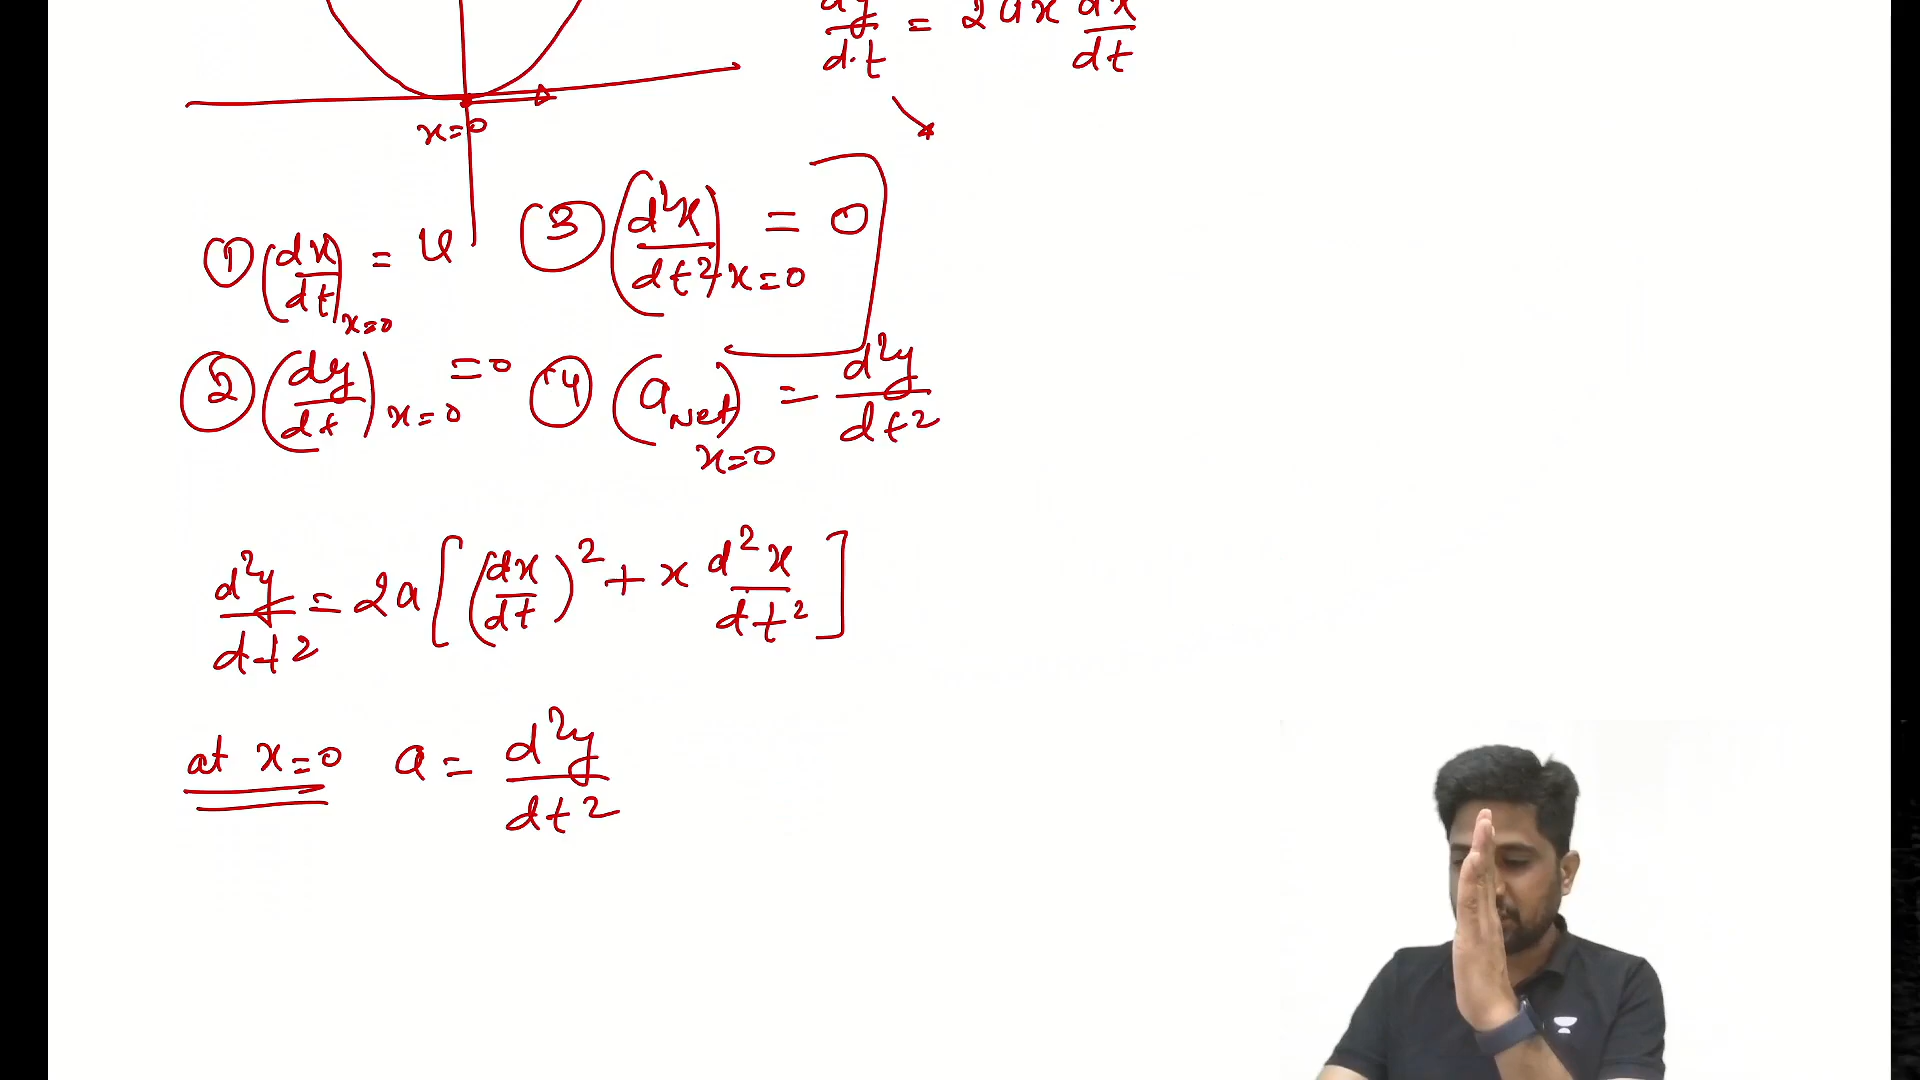 dy/dt = 2ax dx/dt
x=0
① (dx/dt)x=0 = u
③ (d²x/dt²)x=0 = 0
② (dy/dt)x=0 = 0
④ (aNet)x=0 = d²y/dt²
d²y/dt² = 2a[(dx/dt)² + x d²x/dt²]
at x=0 a = d²y/dt²